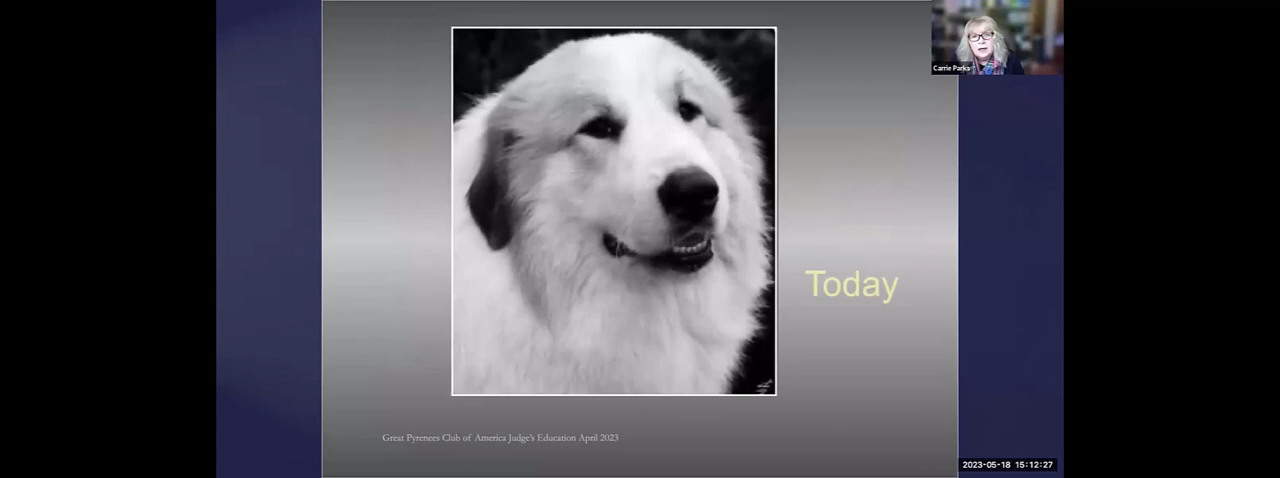 Carrie Parks
Today
Great Pyrenees Club of America Judge's Education April 2023
2023-05-18 15:12:27